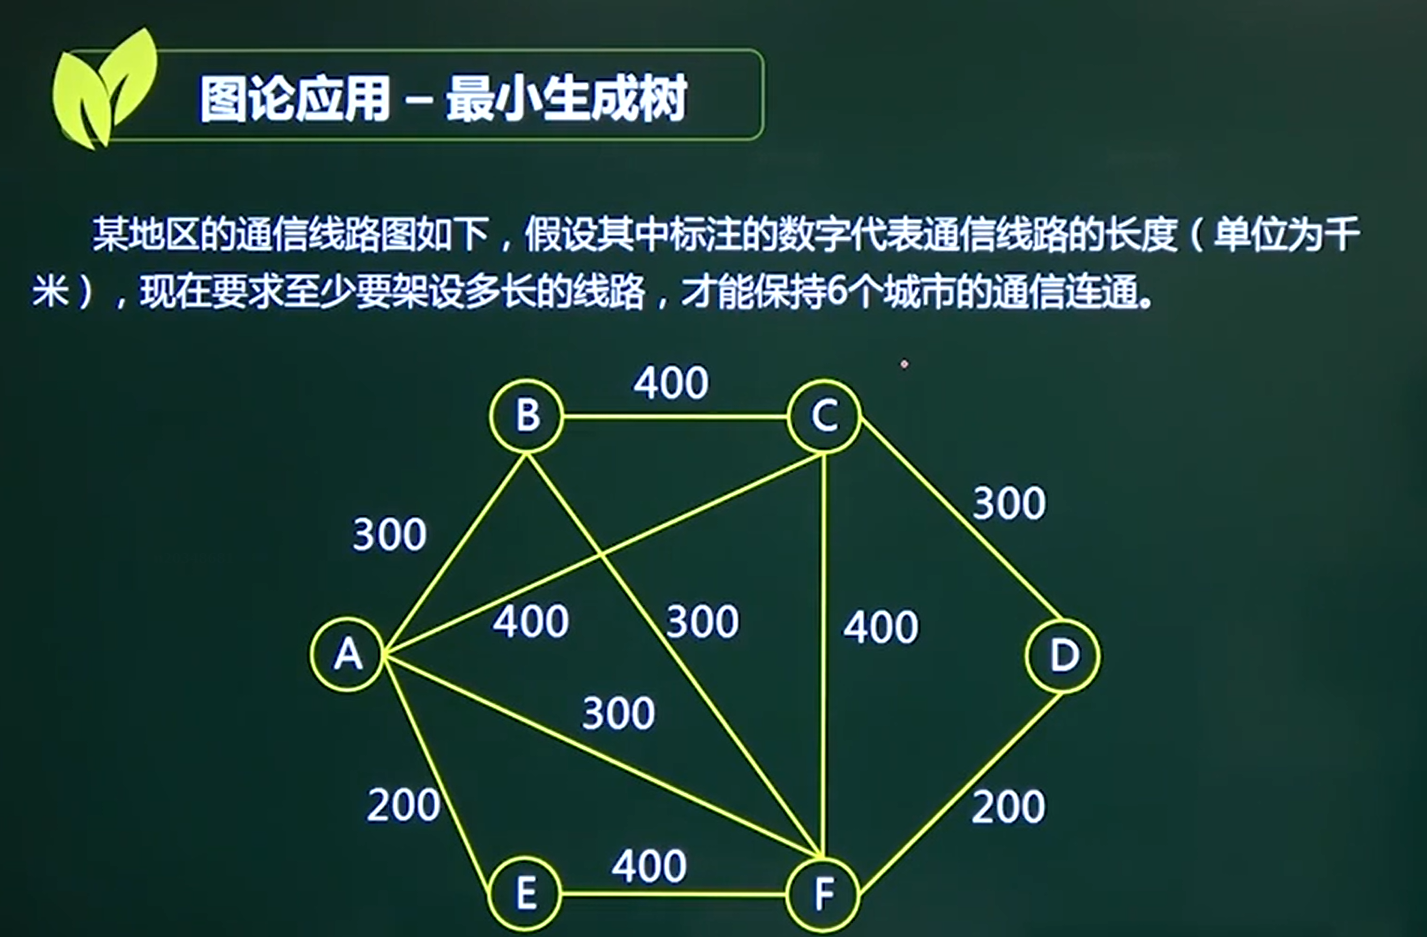 图论应用 – 最小生成树
某地区的通信线路图如下，假设其中标注的数字代表通信线路的长度（单位为千
米），现在要求至少要架设多长的线路，才能保持6个城市的通信连通。
400
B
C
300
300
400
300
400
A
D
300
200
200
400
E
F